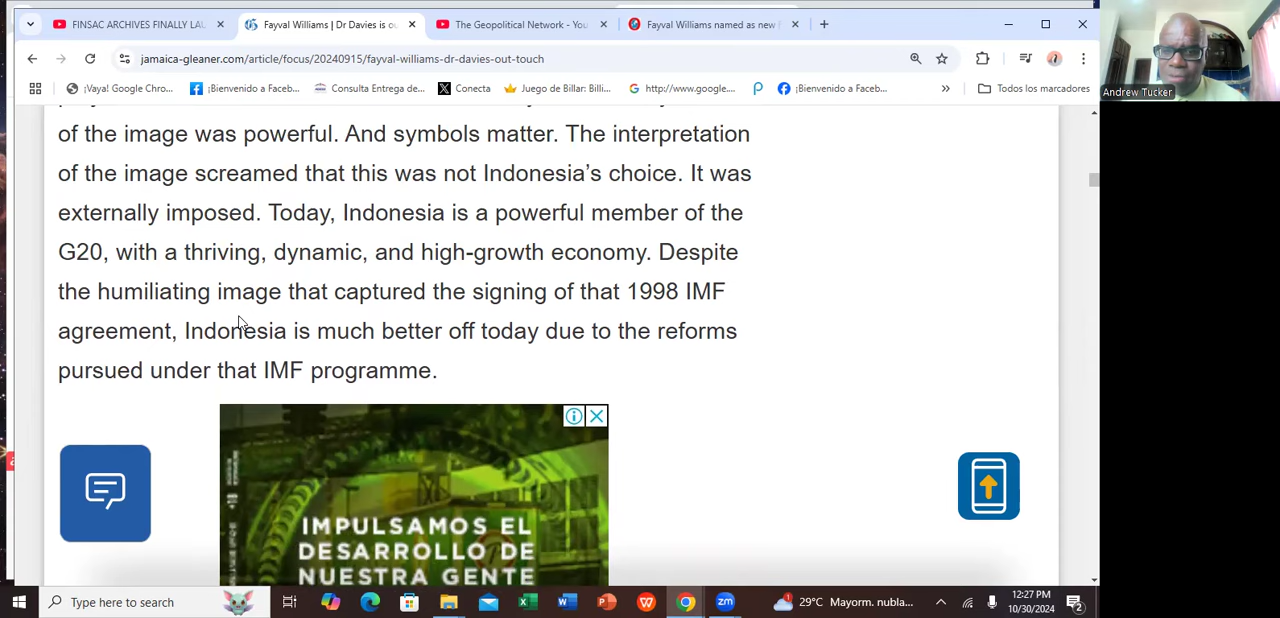 FINSAC ARCHIVES FINALLY LAU
Fayval Williams | Dr Davies is ou
The Geopolitical Network - You
Fayval Williams named as new
jamaica-gleaner.com/article/focus/20240915/fayval-williams-dr-davies-out-touch
¡Vaya! Google Chro...
¡Bienvenido a Faceb...
Consulta Entrega de...
Conecta
Juego de Billar: Billi...
http://www.google....
¡Bienvenido a Faceb...
»
Todos los marcadores
Andrew Tucker
of the image was powerful. And symbols matter. The interpretation
of the image screamed that this was not Indonesia’s choice. It was
externally imposed. Today, Indonesia is a powerful member of the
G20, with a thriving, dynamic, and high-growth economy. Despite
the humiliating image that captured the signing of that 1998 IMF
agreement, Indonesia is much better off today due to the reforms
pursued under that IMF programme.
IMPULSAMOS EL
DESARROLLO DE
NUESTRA GENTE
Type here to search
29°C Mayorm. nubla...
12:27 PM
10/30/2024
2